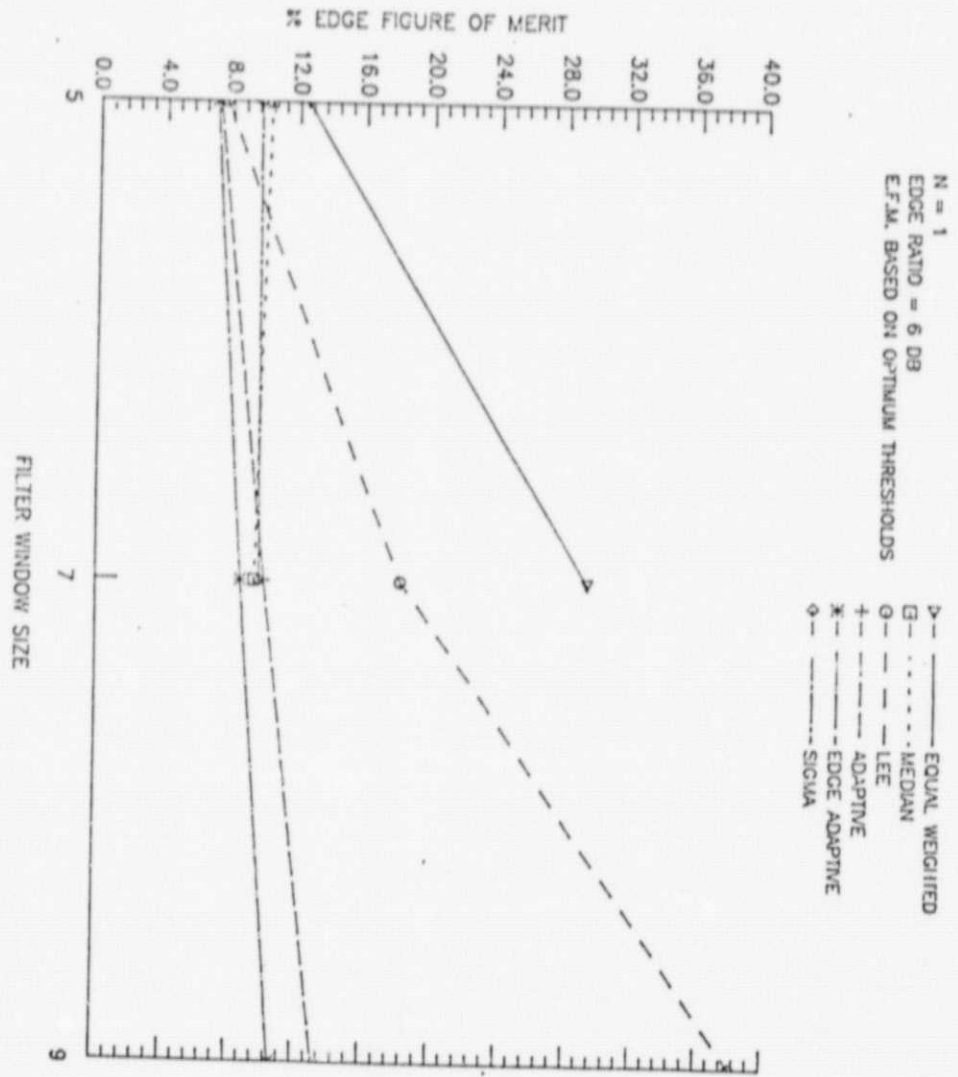 N = 1
EDGE RATIO = 6 DB
E.F.M. BASED ON OPTIMUM THRESHOLDS
EQUAL WEIGHTED
MEDIAN
LEE
ADAPTIVE
EDGE ADAPTIVE
SIGMA
% EDGE FIGURE OF MERIT
40.0
36.0
32.0
28.0
24.0
20.0
16.0
12.0
8.0
4.0
0.0
5
7
9
FILTER WINDOW SIZE